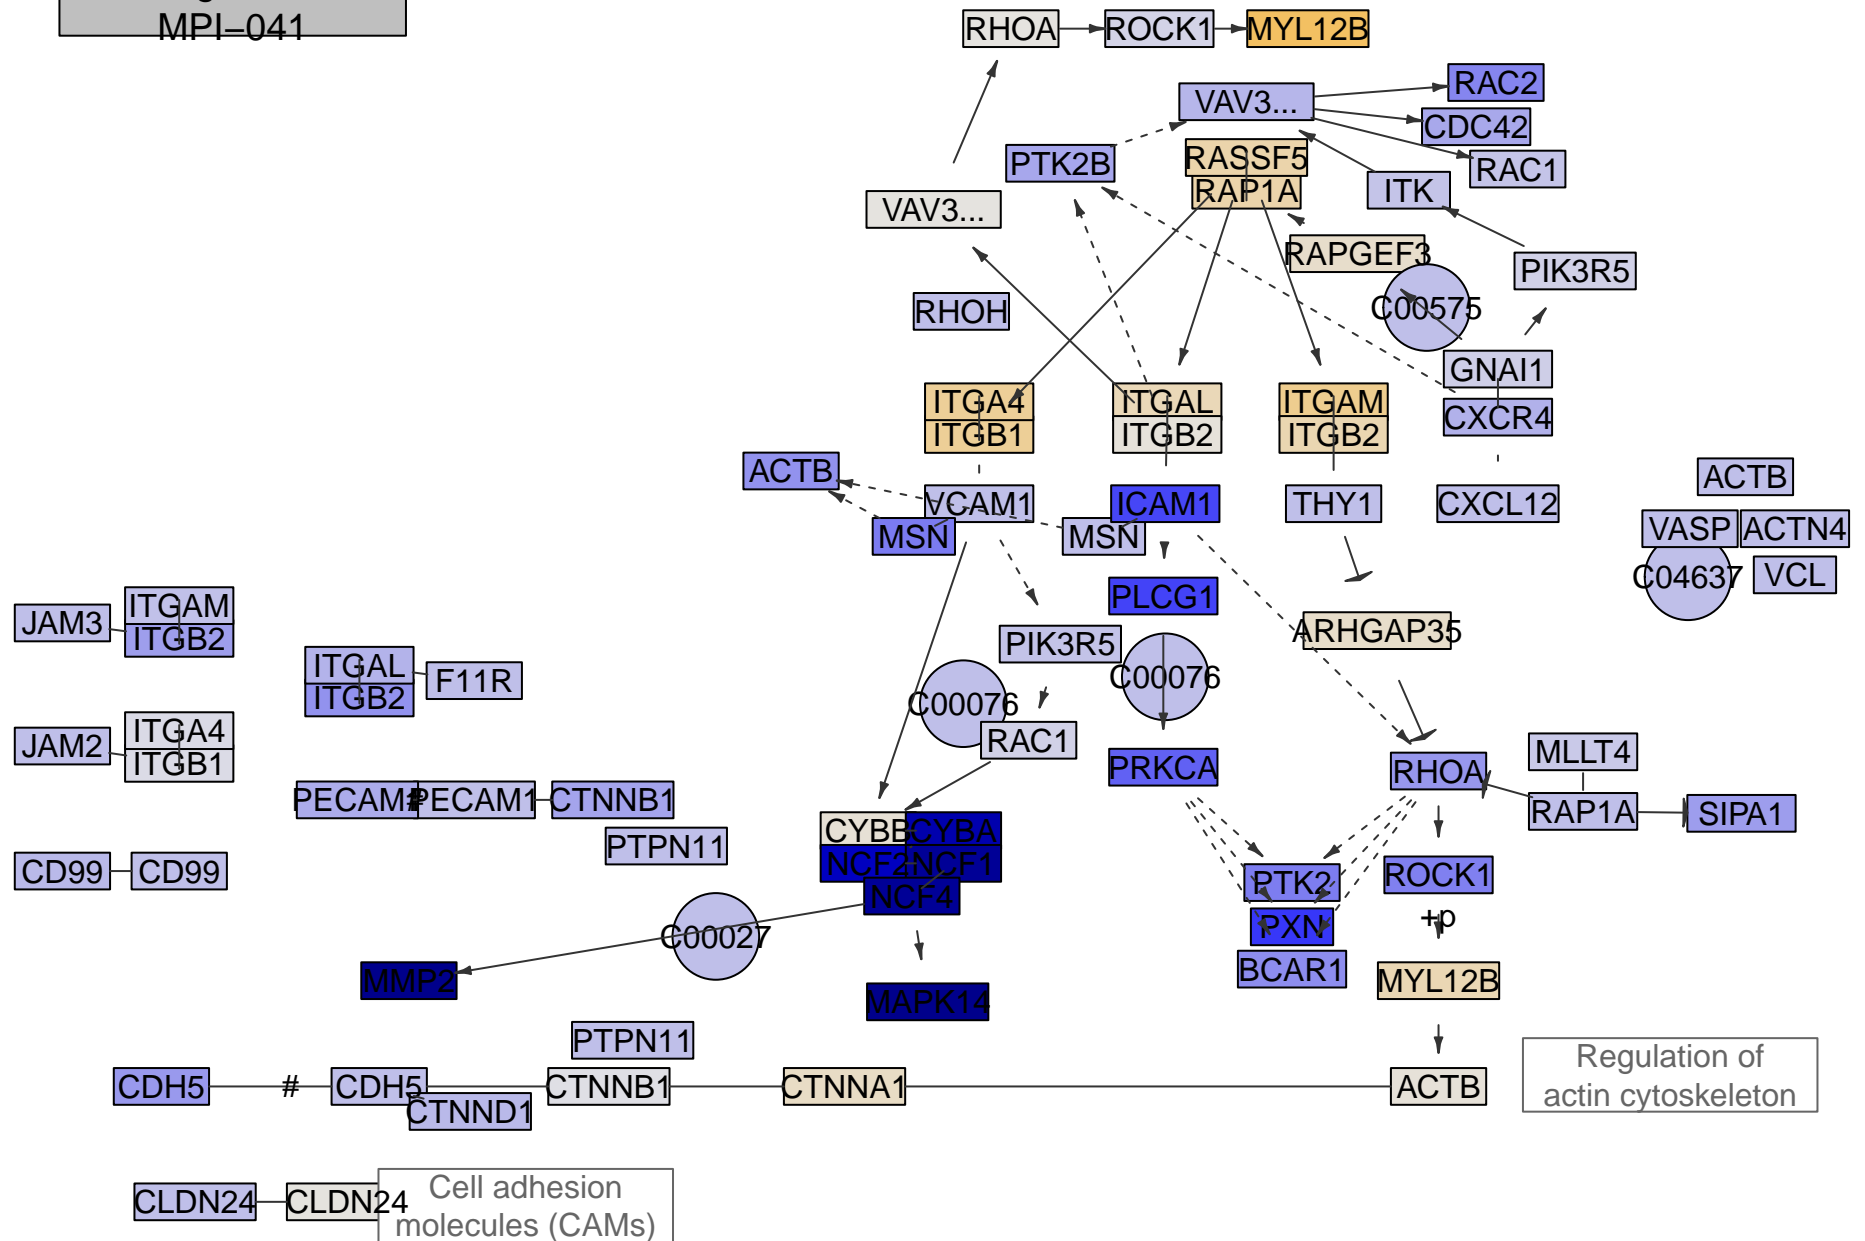 MPI−041
RHOA
ROCK1
MYL12B
RAC2
VAV3...
CDC42
PTK2B
RASSF5
RAC1
RAP1A
ITK
VAV3...
RAPGEF3
PIK3R5
RHOH
C00575
GNAI1
ITGA4
ITGAL
ITGAM
CXCR4
ITGB1
ITGB2
ITGB2
ACTB
ACTB
VCAM1
ICAM1
THY1
CXCL12
MSN
MSN
VASP
ACTN4
C04637
VCL
PLCG1
ITGAM
JAM3
ITGB2
ARHGAP35
PIK3R5
ITGAL
F11R
C00076
ITGB2
C00076
ITGA4
JAM2
RAC1
MLLT4
ITGB1
PRKCA
RHOA
PECAM1
#
PECAM1
CTNNB1
RAP1A
SIPA1
CYBB
CYBA
PTPN11
NCF2
NCF1
CD99
CD99
NCF4
PTK2
ROCK1
+p
PXN
C00027
BCAR1
MMP2
MYL12B
MAPK14
PTPN11
CDH5
#
CDH5
CTNNB1
CTNNA1
ACTB
CTNND1
Regulation of
actin cytoskeleton
CLDN24
CLDN24
Cell adhesion
molecules (CAMs)